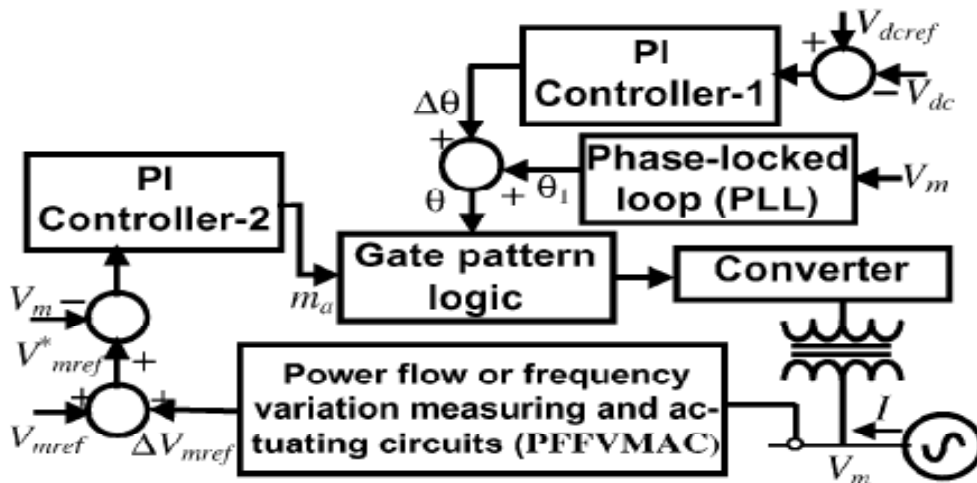 V_dcref
+
PI
Controller-1
−
V_dc
Δθ
+
Phase-locked
loop (PLL)
V_m
θ_1
+
θ
PI
Controller-2
Gate pattern
logic
Converter
m_a
V_m
−
V*_mref
+
Power flow or frequency
variation measuring and ac-
tuating circuits (PFFVMAC)
+
+
V_mref
ΔV_mref
I
V_m